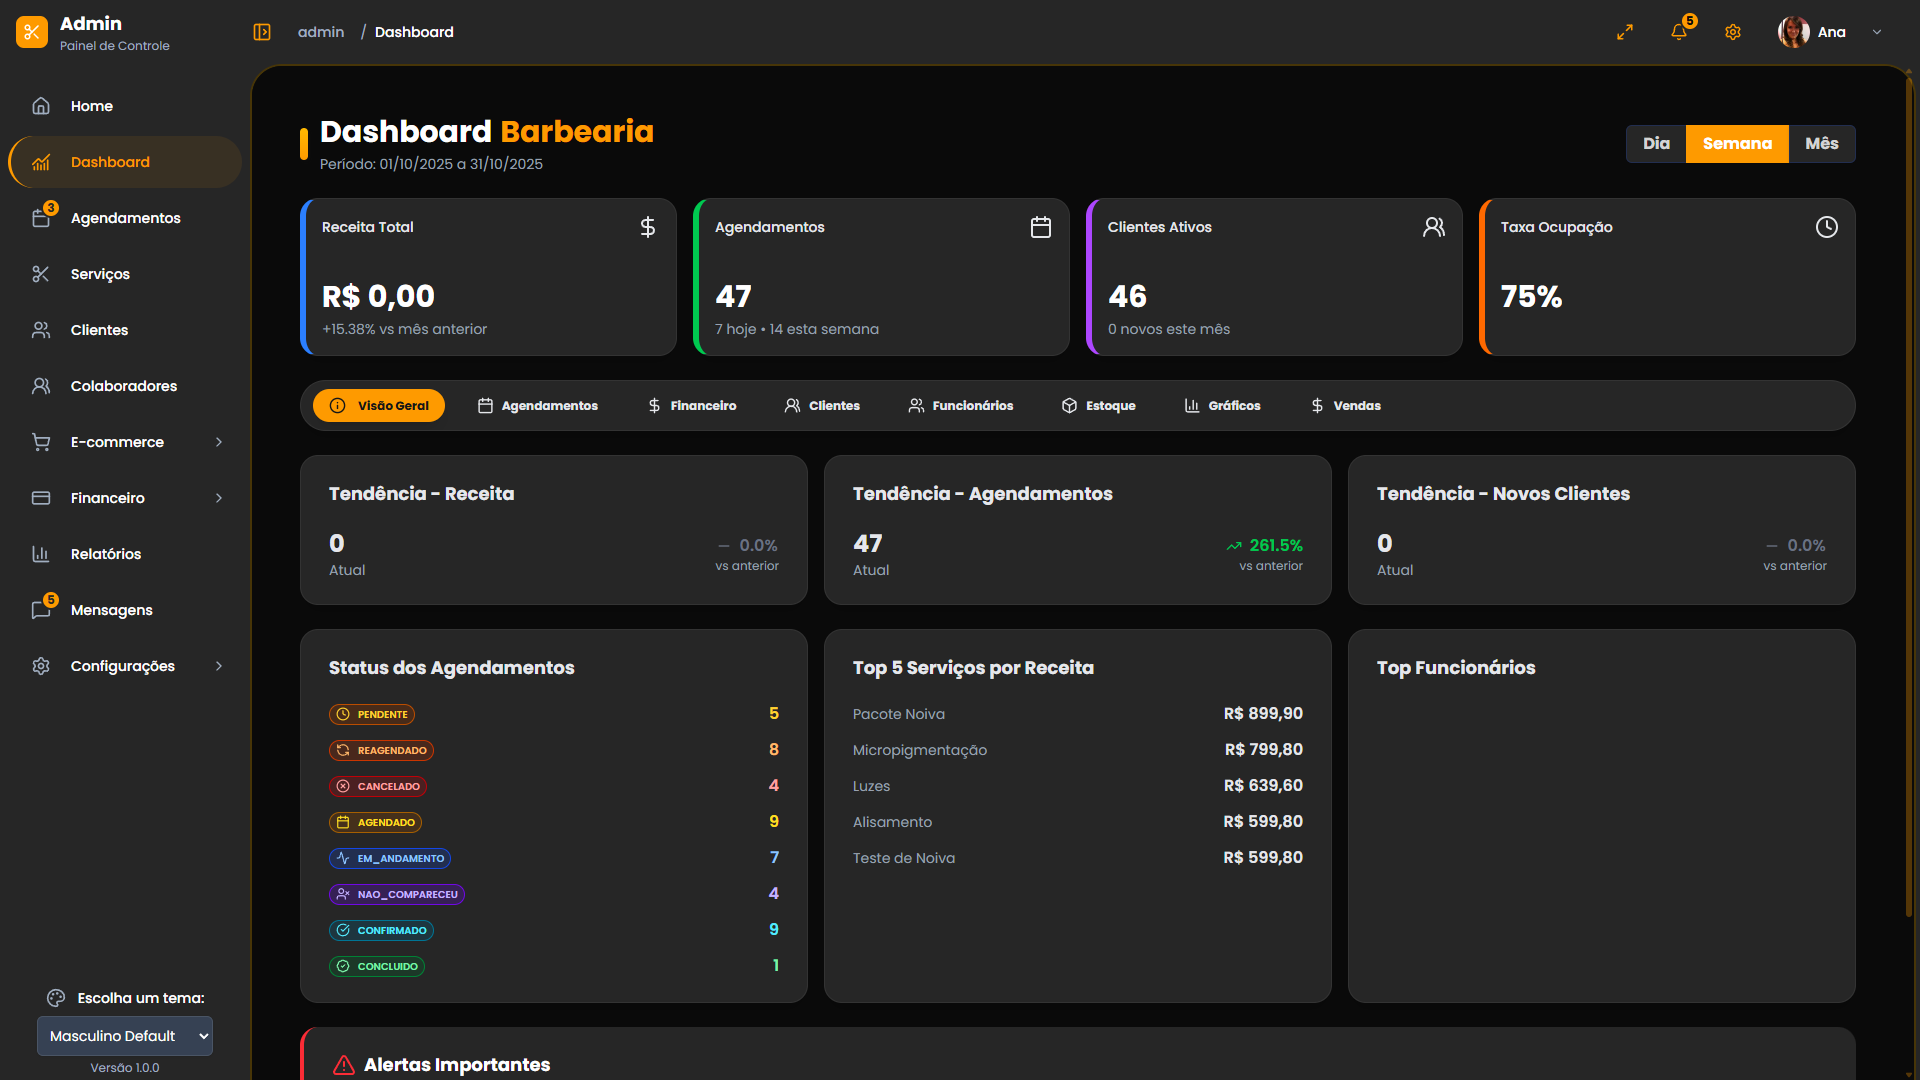 Admin
Painel de Controle
admin / Dashboard
5
Ana
Home
Dashboard
3
Agendamentos
Serviços
Clientes
Colaboradores
E-commerce
Financeiro
Relatórios
5
Mensagens
Configurações
Escolha um tema:
Masculino Default
Versão 1.0.0
Dashboard Barbearia
Período: 01/10/2025 a 31/10/2025
Dia Semana Mês
Receita Total
R$ 0,00
+15.38% vs mês anterior
Agendamentos
47
7 hoje • 14 esta semana
Clientes Ativos
46
0 novos este mês
Taxa Ocupação
75%
Visão Geral Agendamentos Financeiro Clientes Funcionários Estoque Gráficos Vendas
Tendência - Receita
0 — 0.0%
Atual vs anterior
Tendência - Agendamentos
47 261.5%
Atual vs anterior
Tendência - Novos Clientes
0 — 0.0%
Atual vs anterior
Status dos Agendamentos
PENDENTE 5
REAGENDADO 8
CANCELADO 4
AGENDADO 9
EM_ANDAMENTO 7
NAO_COMPARECEU 4
CONFIRMADO 9
CONCLUIDO 1
Top 5 Serviços por Receita
Pacote Noiva R$ 899,90
Micropigmentação R$ 799,80
Luzes R$ 639,60
Alisamento R$ 599,80
Teste de Noiva R$ 599,80
Top Funcionários
Alertas Importantes